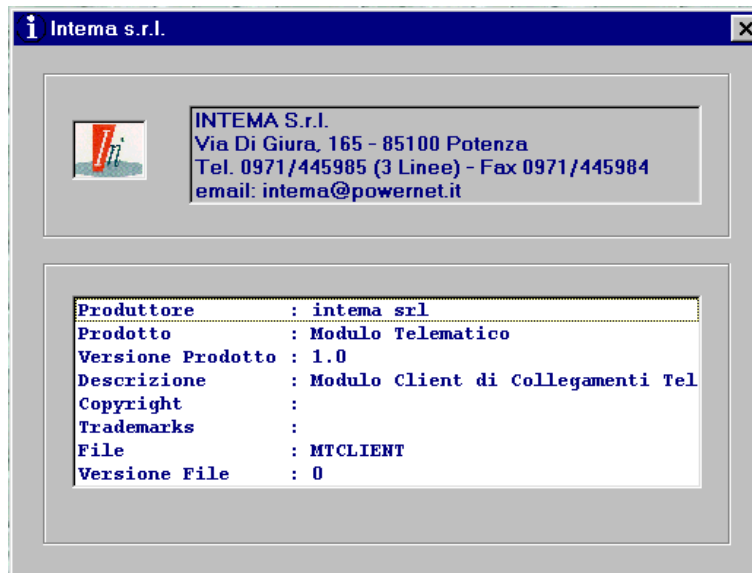 Intema s.r.l.
In
INTEMA S.r.l.
Via Di Giura, 165 - 85100 Potenza
Tel. 0971/445985 (3 Linee) - Fax 0971/445984
email: intema@powernet.it
Produttore : intema srl
Prodotto : Modulo Telematico
Versione Prodotto : 1.0
Descrizione : Modulo Client di Collegamenti Tel
Copyright :
Trademarks :
File : MTCLIENT
Versione File : 0